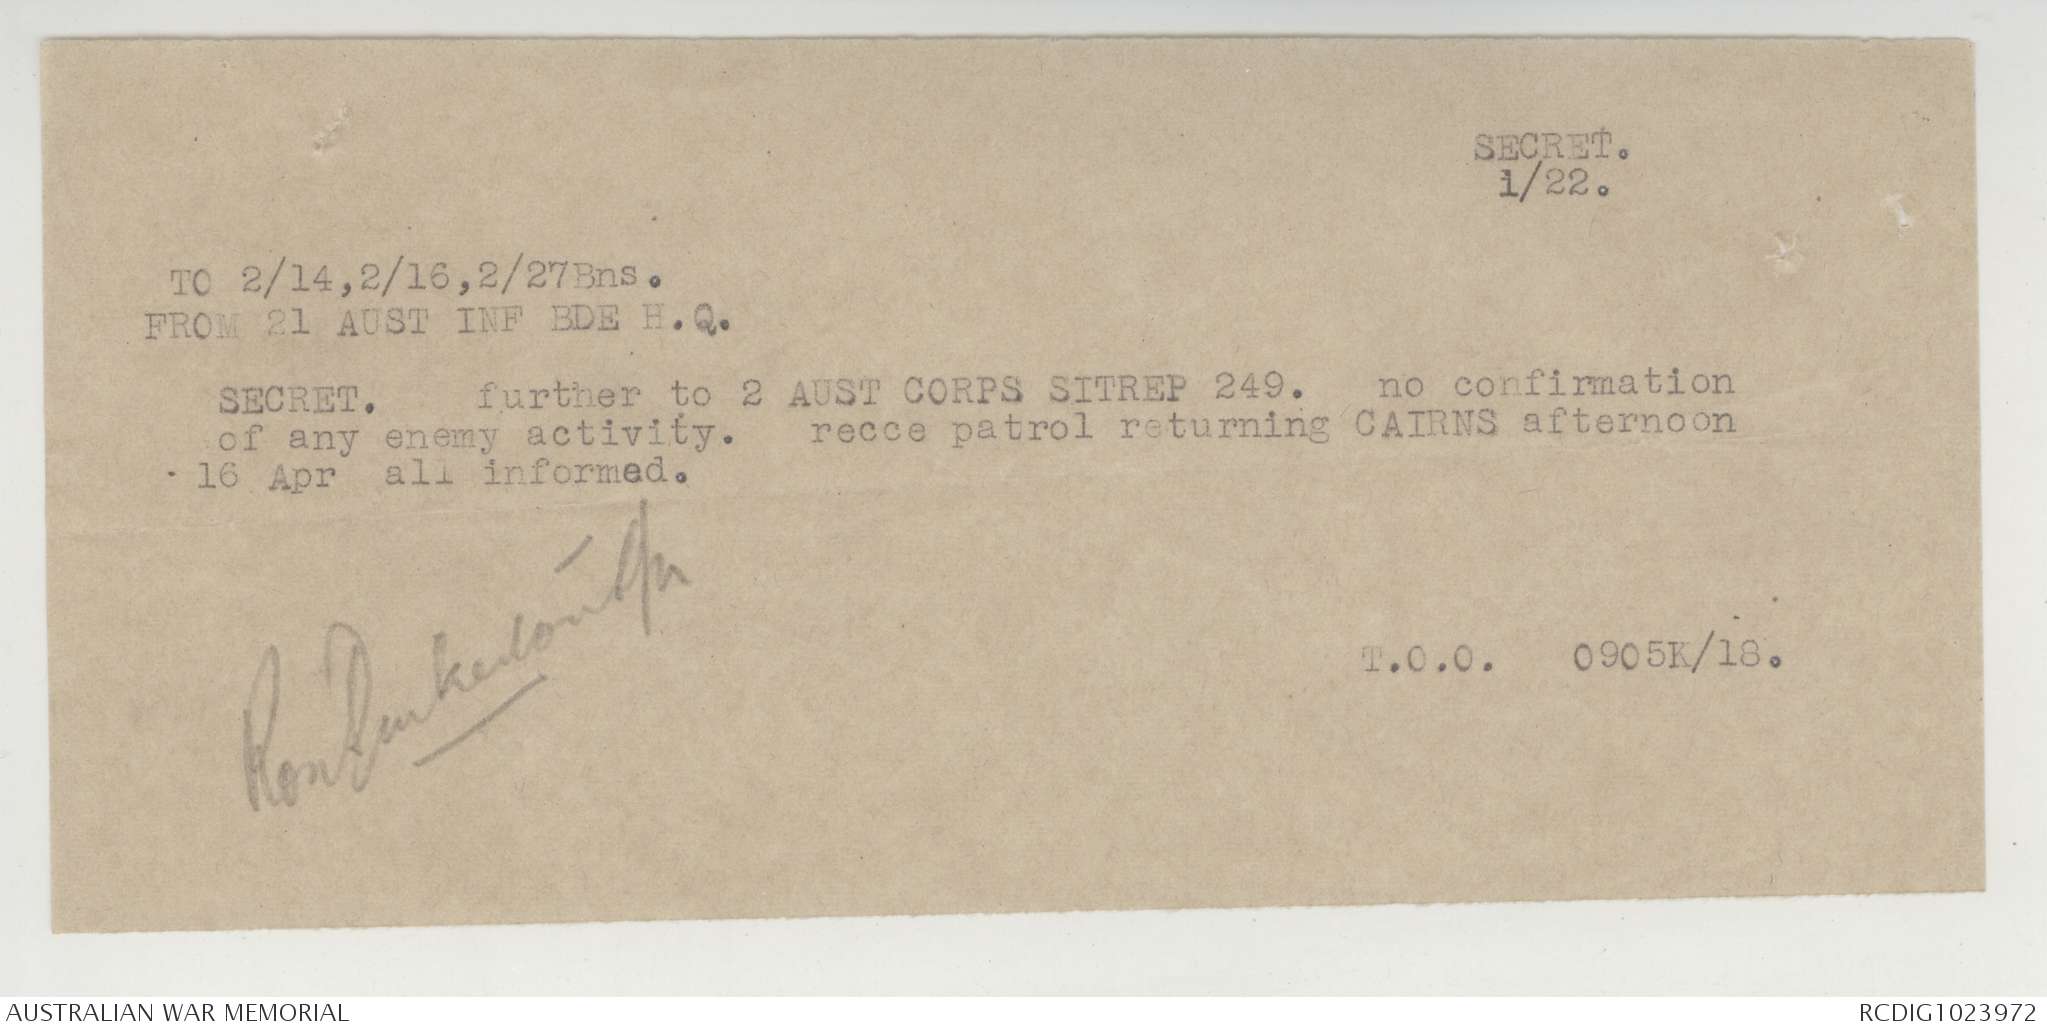 SECRET.
1/22.
TO 2/14,2/16,2/27Bns.
FROM 21 AUST INF BDE H.Q.
SECRET. further to 2 AUST CORPS SITREP 249. no confirmation
of any enemy activity. recce patrol returning CAIRNS afternoon
16 Apr all informed.
Ron
T.O.O. 0905K/18.
AUSTRALIAN WAR MEMORIAL
RCDIG1023972